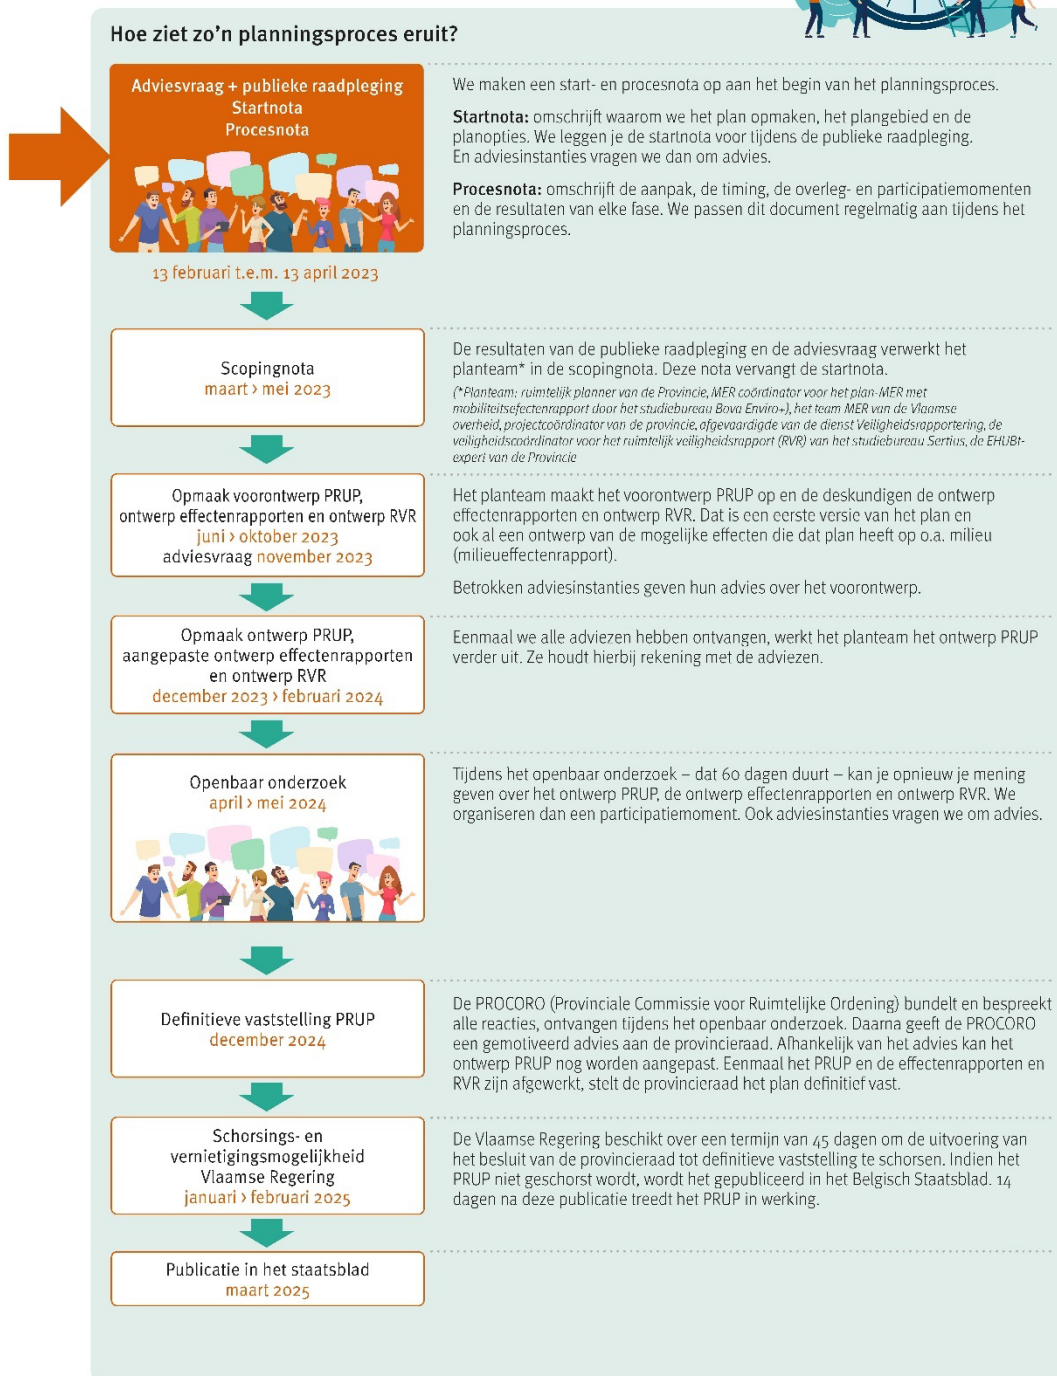 Hoe ziet zo'n planningsproces eruit?
Adviesvraag + publieke raadpleging
Startnota
Procesnota
13 februari t.e.m. 13 april 2023
We maken een start- en procesnota op aan het begin van het planningsproces.
Startnota: omschrijft waarom we het plan opmaken, het plangebied en de
planopties. We leggen je de startnota voor tijdens de publieke raadpleging.
En adviesinstanties vragen we dan om advies.
Procesnota: omschrijft de aanpak, de timing, de overleg- en participatiemomenten
en de resultaten van elke fase. We passen dit document regelmatig aan tijdens het
planningsproces.
Scopingnota
maart > mei 2023
De resultaten van de publieke raadpleging en de adviesvraag verwerkt het
planteam* in de scopingnota. Deze nota vervangt de startnota.
(*Planteam: ruimtelijk planner van de Provincie, MER coördinator voor het plan-MER met
mobiliteitsefectenrapport door het studiebureau Bova Enviro+), het team MER van de Vlaamse
overheid, projectcoördinator van de provincie, afgevaardigde van de dienst Veiligheidsrapportering, de
veiligheidscoördinator voor het ruimtelijk veiligheidsrapport (RVR) van het studiebureau Sertius, de EHUBt-
expert van de Provincie
Opmaak voorontwerp PRUP,
ontwerp effectenrapporten en ontwerp RVR
juni > oktober 2023
adviesvraag november 2023
Het planteam maakt het voorontwerp PRUP op en de deskundigen de ontwerp
effectenrapporten en ontwerp RVR. Dat is een eerste versie van het plan en
ook al een ontwerp van de mogelijke effecten die dat plan heeft op o.a. milieu
(milieueffectenrapport).
Betrokken adviesinstanties geven hun advies over het voorontwerp.
Opmaak ontwerp PRUP,
aangepaste ontwerp effectenrapporten
en ontwerp RVR
december 2023 > februari 2024
Eenmaal we alle adviezen hebben ontvangen, werkt het planteam het ontwerp PRUP
verder uit. Ze houdt hierbij rekening met de adviezen.
Openbaar onderzoek
april > mei 2024
Tijdens het openbaar onderzoek – dat 60 dagen duurt – kan je opnieuw je mening
geven over het ontwerp PRUP, de ontwerp effectenrapporten en ontwerp RVR. We
organiseren dan een participatiemoment. Ook adviesinstanties vragen we om advies.
Definitieve vaststelling PRUP
december 2024
De PROCORO (Provinciale Commissie voor Ruimtelijke Ordening) bundelt en bespreekt
alle reacties, ontvangen tijdens het openbaar onderzoek. Daarna geeft de PROCORO
een gemotiveerd advies aan de provincieraad. Afhankelijk van het advies kan het
ontwerp PRUP nog worden aangepast. Eenmaal het PRUP en de effectenrapporten en
RVR zijn afgewerkt, stelt de provincieraad het plan definitief vast.
Schorsings- en
vernietigingsmogelijkheid
Vlaamse Regering
januari > februari 2025
De Vlaamse Regering beschikt over een termijn van 45 dagen om de uitvoering van
het besluit van de provincieraad tot definitieve vaststelling te schorsen. Indien het
PRUP niet geschorst wordt, wordt het gepubliceerd in het Belgisch Staatsblad. 14
dagen na deze publicatie treedt het PRUP in werking.
Publicatie in het staatsblad
maart 2025